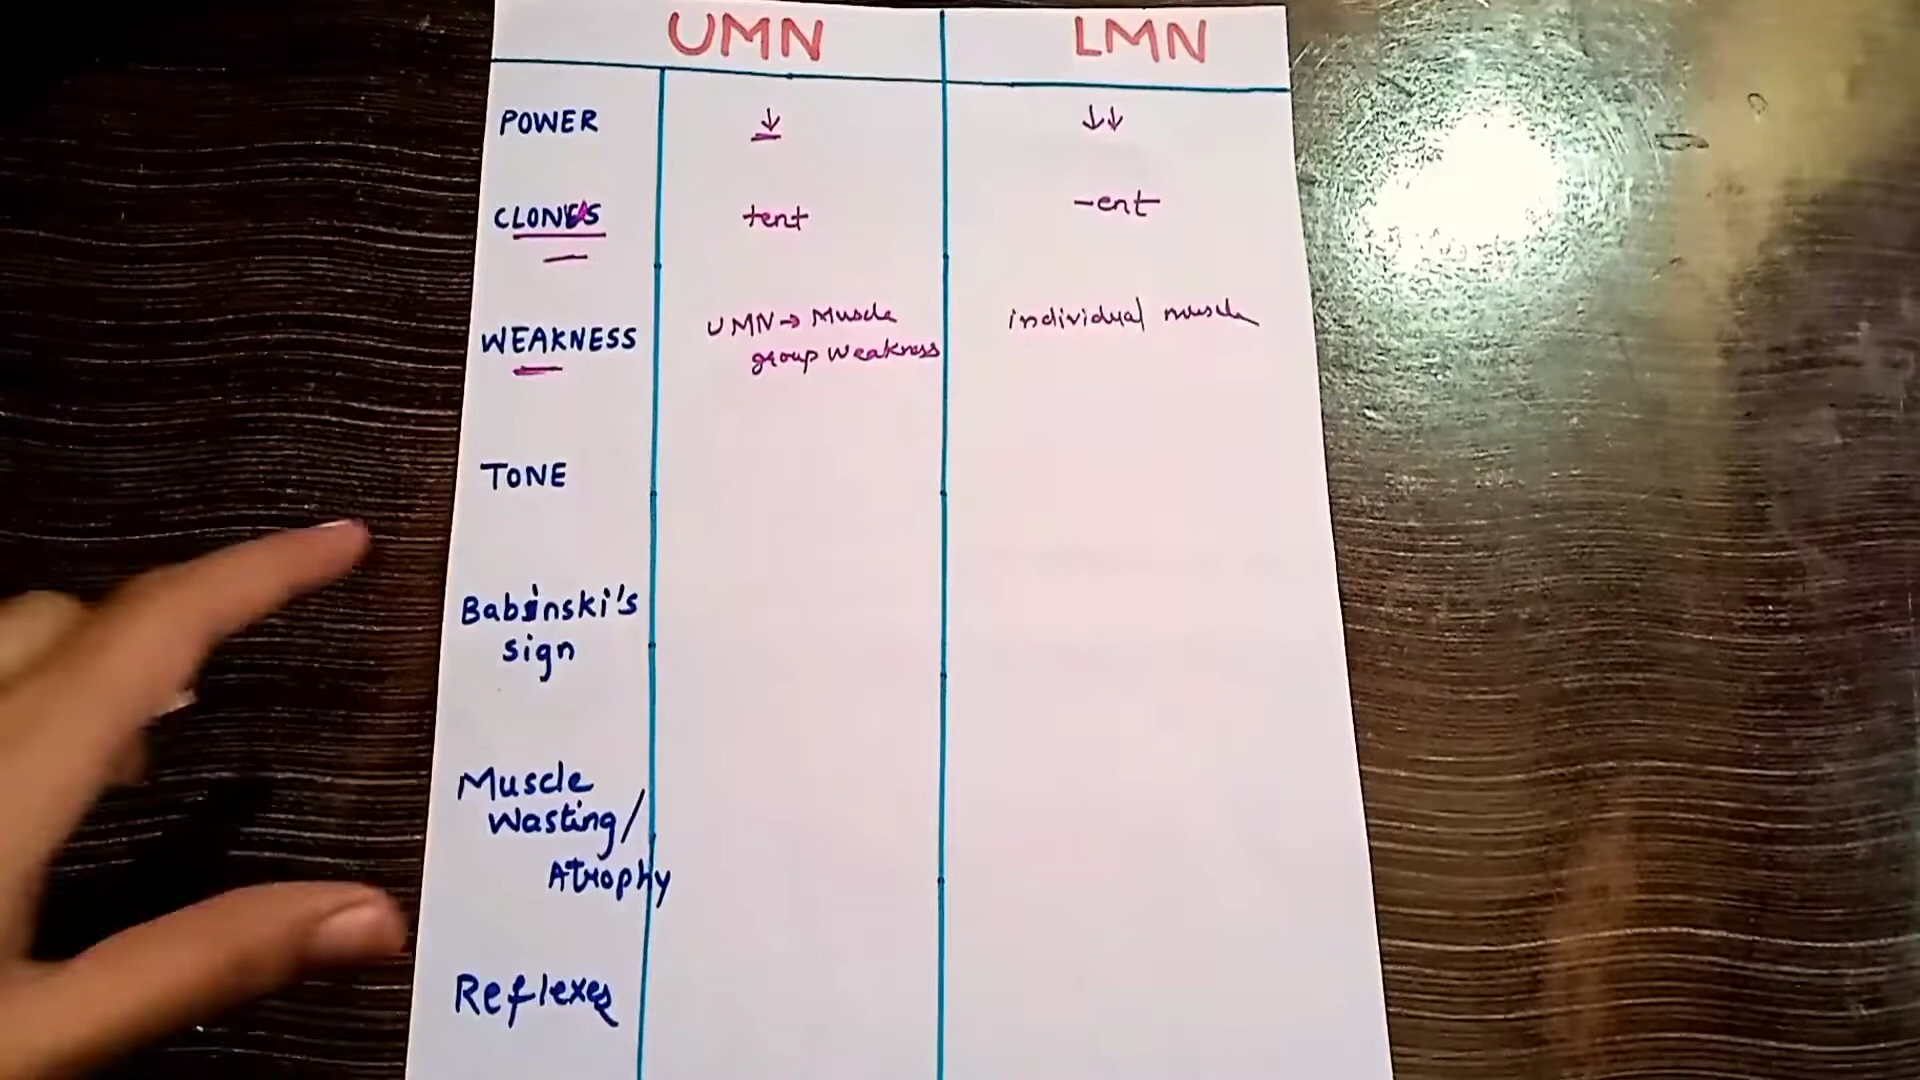 UMN LMN
POWER ↓ ↓↓
CLONUS +ent -ent
WEAKNESS UMN→ Muscle individual muscle
group Weakness
TONE
Babinski's
sign
Muscle
Wasting/
Atrophy
Reflexes